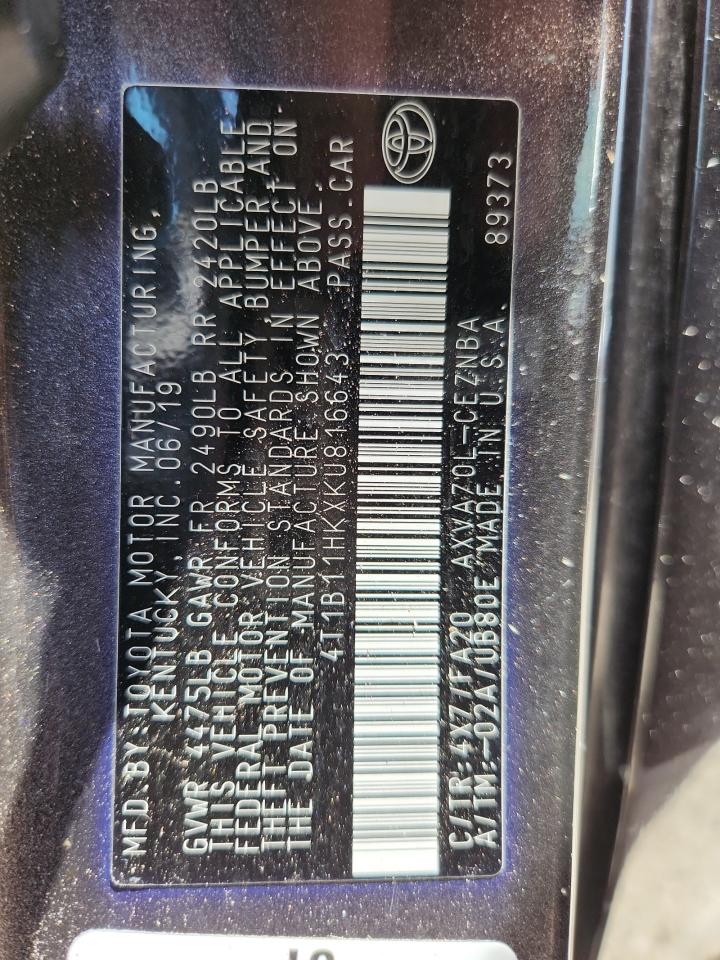 MFD.BY:TOYOTA MOTOR MANUFACTURING,
KENTUCKY,INC.06/19
GVWR 4475LB GAWR FR 2490LB RR 2420LB
THIS VEHICLE CONFORMS TO ALL APPLICABLE
FEDERAL MOTOR VEHICLE SAFETY BUMPER,AND
THEFT PREVENTION STANDARDS IN EFFECT ON
THE DATE OF MANUFACTURE SHOWN ABOVE.
4T1B11HKXKU816643 PASS.CAR
C/TR:4X7/FA20 AXVA70L-CEZNBA
A/TM:-02A/UB80E MADE IN U.S.A. 89373